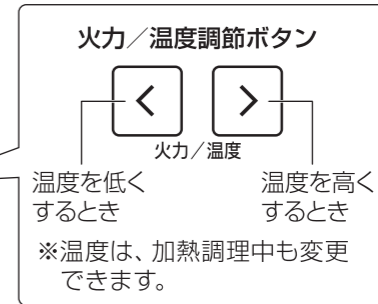 火力／温度調節ボタン
< >
火力／温度
温度を低く
するとき
温度を高く
するとき
※温度は、加熱調理中も変更
できます。